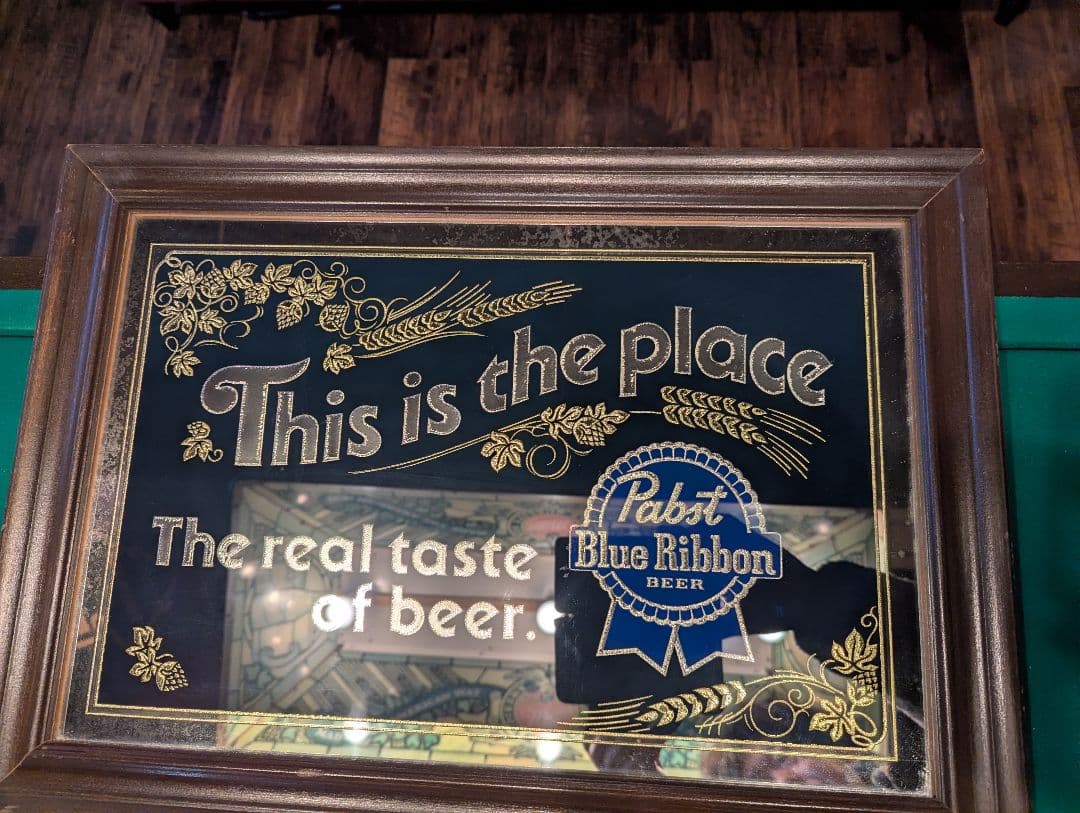 This is the place
The real taste
of beer.
Pabst
Blue Ribbon
BEER